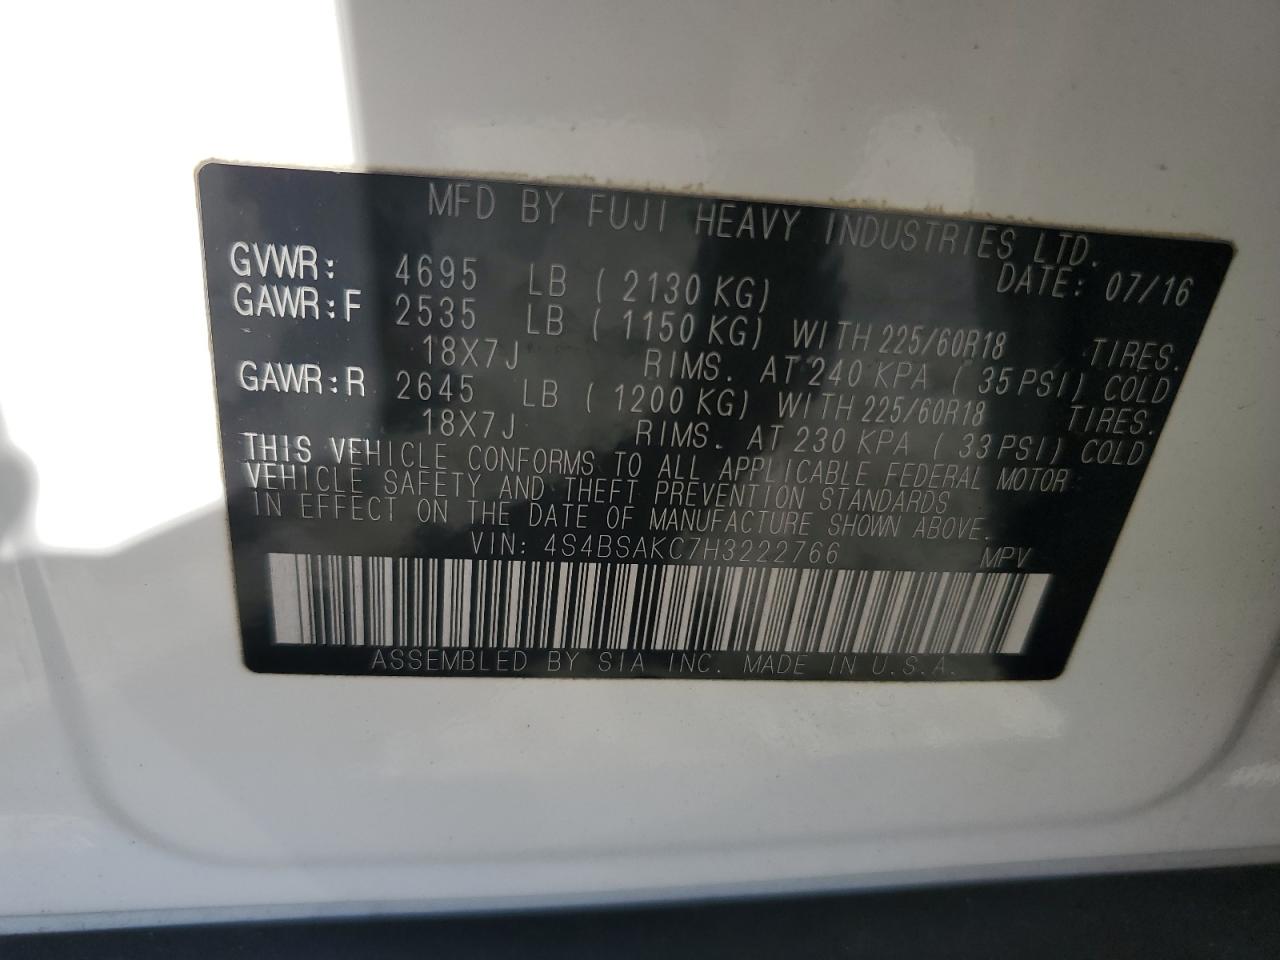 MFD BY FUJI HEAVY INDUSTRIES LTD.
DATE: 07/16
GVWR: 4695 LB ( 2130 KG)
GAWR:F 2535 LB ( 1150 KG) WITH 225/60R18 TIRES.
18X7J RIMS. AT 240 KPA ( 35 PSI) COLD
GAWR:R 2645 LB ( 1200 KG) WITH 225/60R18 TIRES.
18X7J RIMS. AT 230 KPA ( 33 PSI) COLD
THIS VEHICLE CONFORMS TO ALL APPLICABLE FEDERAL MOTOR
VEHICLE SAFETY AND THEFT PREVENTION STANDARDS
IN EFFECT ON THE DATE OF MANUFACTURE SHOWN ABOVE.
VIN: 4S4BSAKC7H3222766 MPV
ASSEMBLED BY SIA INC. MADE IN U.S.A.